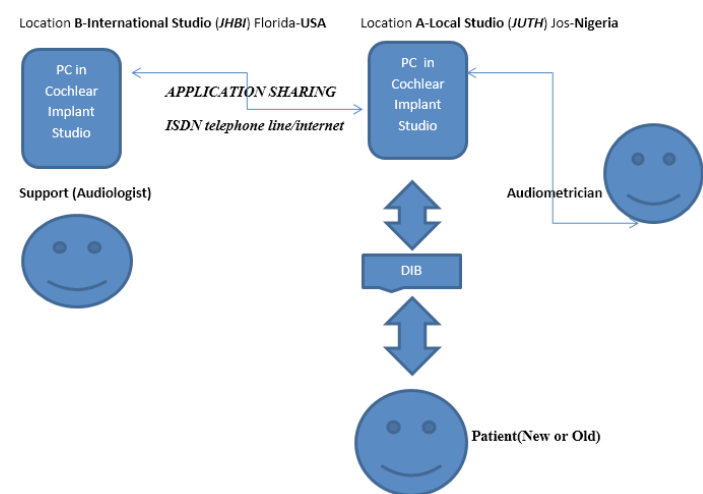 Location B-International Studio (JHBI) Florida-USA
Location A-Local Studio (JUTH) Jos-Nigeria
PC in
Cochlear
Implant
Studio
APPLICATION SHARING
ISDN telephone line/internet
PC in
Cochlear
Implant
Studio
Support (Audiologist)
Audiometrician
DIB
Patient(New or Old)